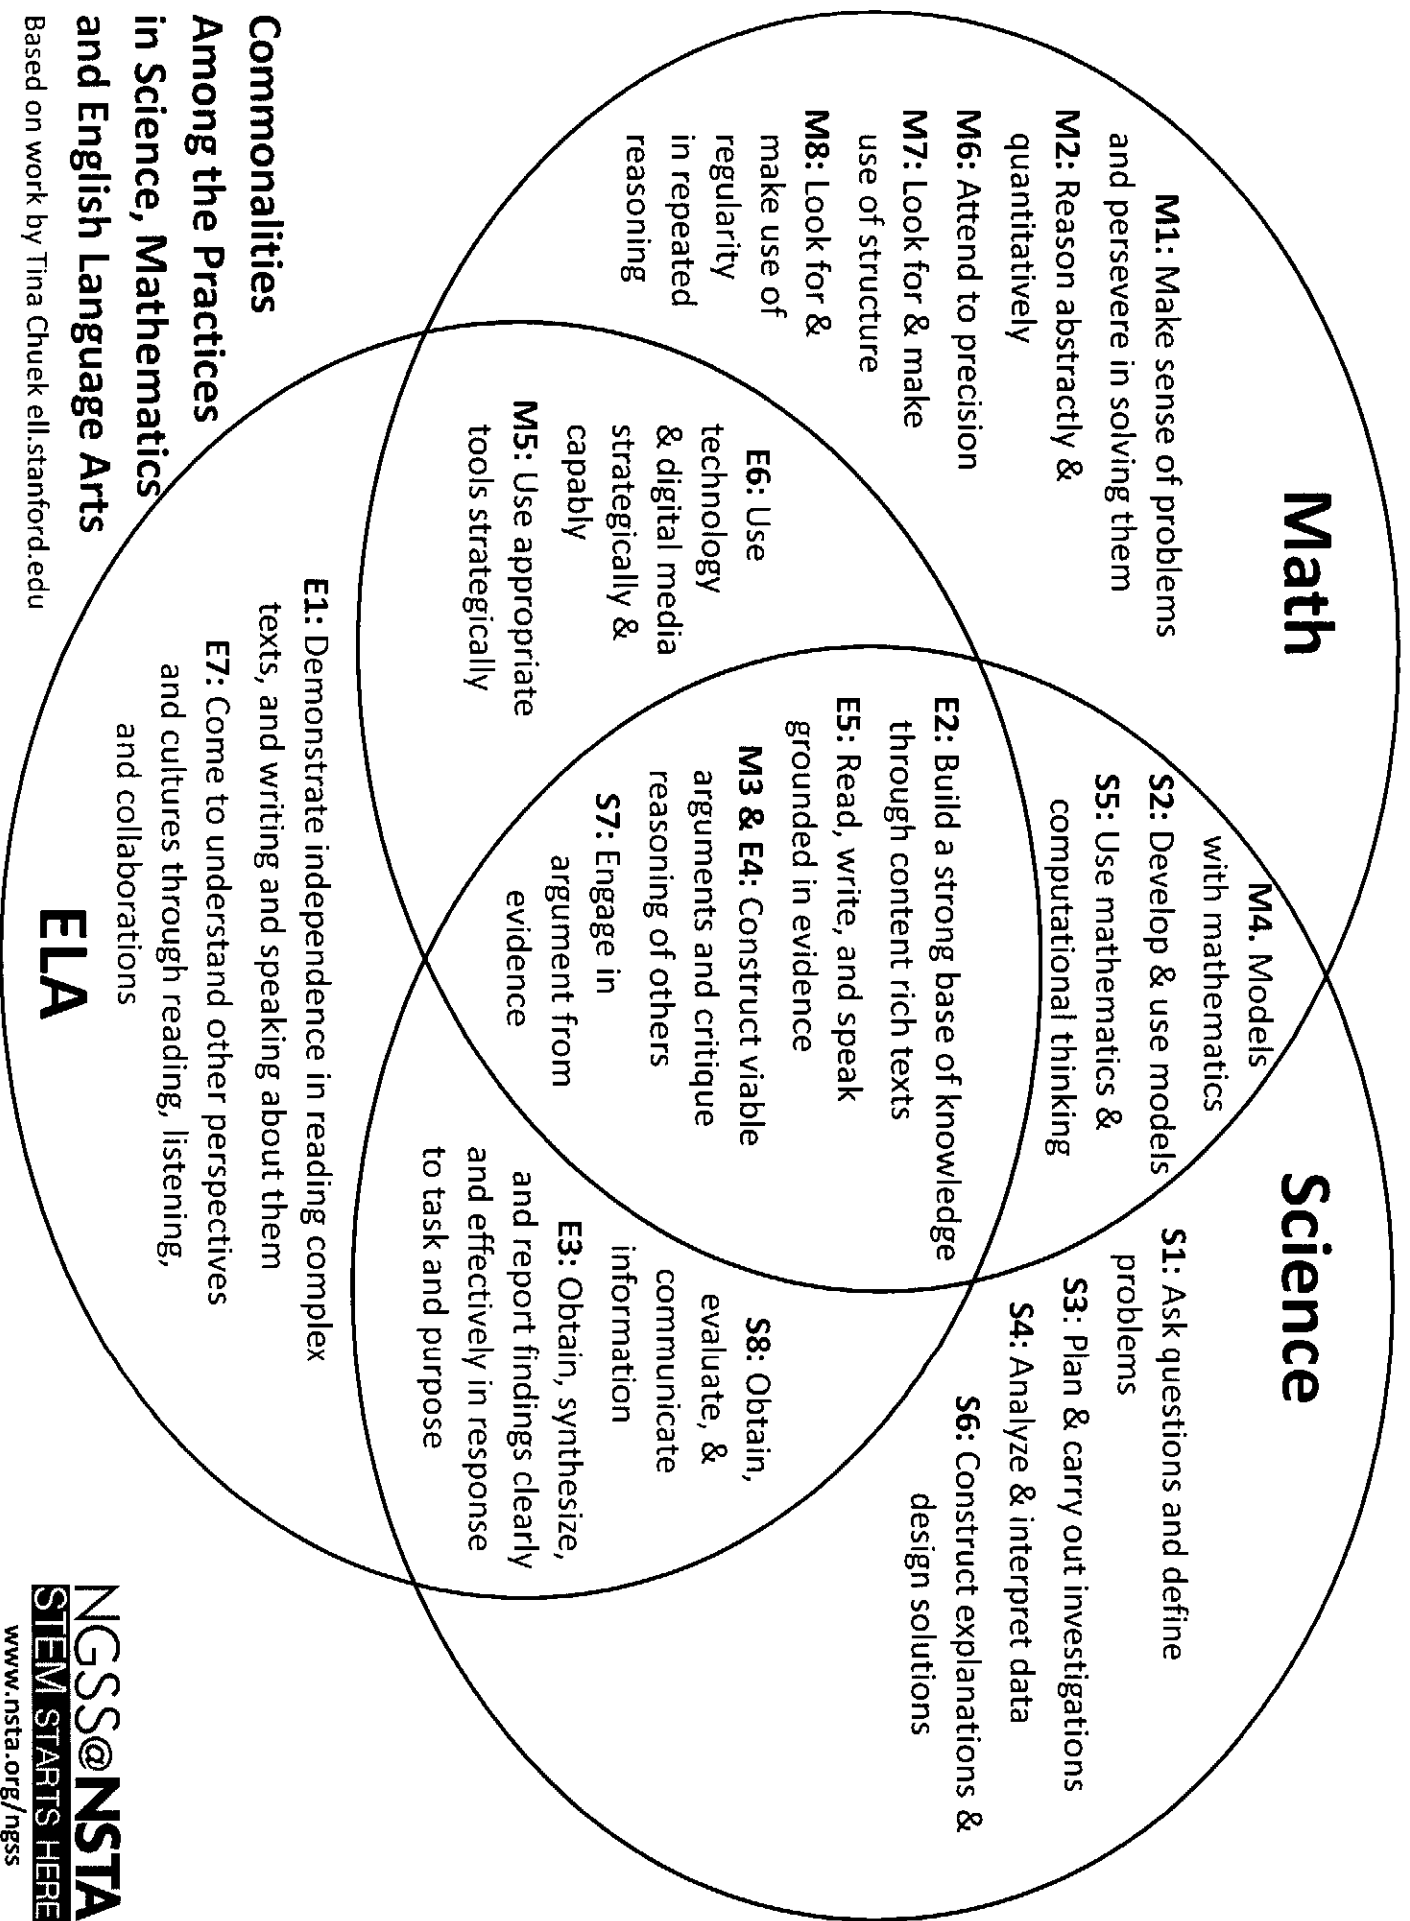 Math
M1: Make sense of problems
and persevere in solving them
M2: Reason abstractly &
quantitatively
M6: Attend to precision
M7: Look for & make
use of structure
M8: Look for &
make use of
regularity
in repeated
reasoning
Science
S1: Ask questions and define
problems
S3: Plan & carry out investigations
S4: Analyze & interpret data
S6: Construct explanations &
design solutions
M4. Models
with mathematics
S2: Develop & use models
S5: Use mathematics &
computational thinking
E2: Build a strong base of knowledge
through content rich texts
E5: Read, write, and speak
grounded in evidence
M3 & E4: Construct viable
arguments and critique
reasoning of others
S7: Engage in
argument from
evidence
E6: Use
technology
& digital media
strategically &
capably
M5: Use appropriate
tools strategically
S8: Obtain,
evaluate, &
communicate
information
E3: Obtain, synthesize,
and report findings clearly
and effectively in response
to task and purpose
E1: Demonstrate independence in reading complex
texts, and writing and speaking about them
E7: Come to understand other perspectives
and cultures through reading, listening,
and collaborations
ELA
Commonalities
Among the Practices
in Science, Mathematics
and English Language Arts
Based on work by Tina Chuek ell.stanford.edu
NGSS@NSTA
STEM STARTS HERE
www.nsta.org/ngss